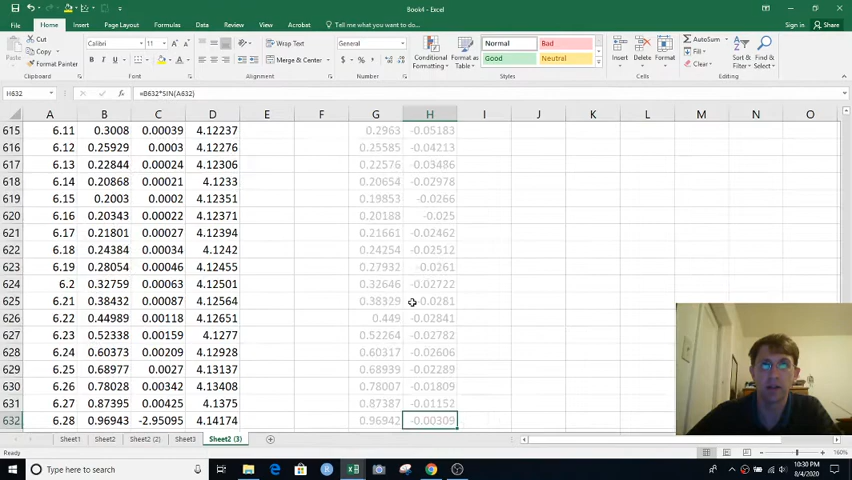 Book4 - Excel
Sign in
Share
File Home Insert Page Layout Formulas Data Review View Acrobat Tell me what you want to do...
Cut
Copy
Format Painter
Clipboard
Calibri 11
B I U
Font
Wrap Text
Merge & Center
Alignment
General
$ % ,
Number
Conditional Formatting
Format as Table
Normal Bad
Good Neutral
Styles
Insert Delete Format
Cells
AutoSum
Fill
Clear
Sort & Filter
Find & Select
Editing
H632 fx =B632*SIN(A632)
A B C D E F G H I J K L M N O
615 6.11 0.3008 0.00039 4.12237 0.2963 -0.05183
616 6.12 0.25929 0.0003 4.12276 0.25585 -0.04213
617 6.13 0.22844 0.00024 4.12306 0.22576 -0.03486
618 6.14 0.20868 0.00021 4.1233 0.20654 -0.02978
619 6.15 0.2003 0.0002 4.12351 0.19853 -0.0266
620 6.16 0.20343 0.00022 4.12371 0.20188 -0.025
621 6.17 0.21801 0.00027 4.12394 0.21661 -0.02462
622 6.18 0.24384 0.00034 4.1242 0.24254 -0.02512
623 6.19 0.28054 0.00046 4.12455 0.27932 -0.0261
624 6.2 0.32759 0.00063 4.12501 0.32646 -0.02722
625 6.21 0.38432 0.00087 4.12564 0.38329 -0.0281
626 6.22 0.44989 0.00118 4.12651 0.449 -0.02841
627 6.23 0.52338 0.00159 4.1277 0.52264 -0.02782
628 6.24 0.60373 0.00209 4.12928 0.60317 -0.02606
629 6.25 0.68977 0.0027 4.13137 0.68939 -0.02289
630 6.26 0.78028 0.00342 4.13408 0.78007 -0.01809
631 6.27 0.87395 0.00425 4.1375 0.87387 -0.01152
632 6.28 0.96943 -2.95095 4.14174 0.96942 -0.00309
Sheet1 Sheet2 Sheet2 (2) Sheet3 Sheet2 (3)
160%
Type here to search
10:30 PM
8/4/2020